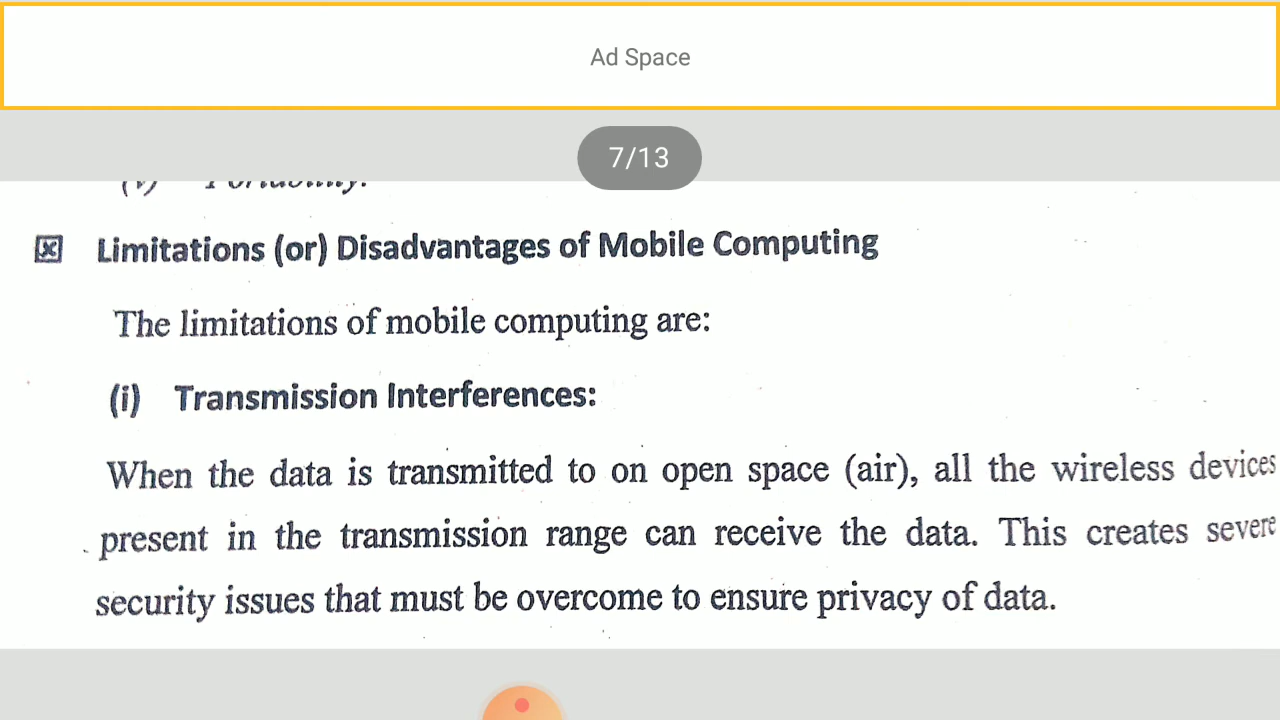 Ad Space
7/13
Limitations (or) Disadvantages of Mobile Computing
The limitations of mobile computing are:
(i) Transmission Interferences:
When the data is transmitted to on open space (air), all the wireless devices
present in the transmission range can receive the data. This creates severe
security issues that must be overcome to ensure privacy of data.